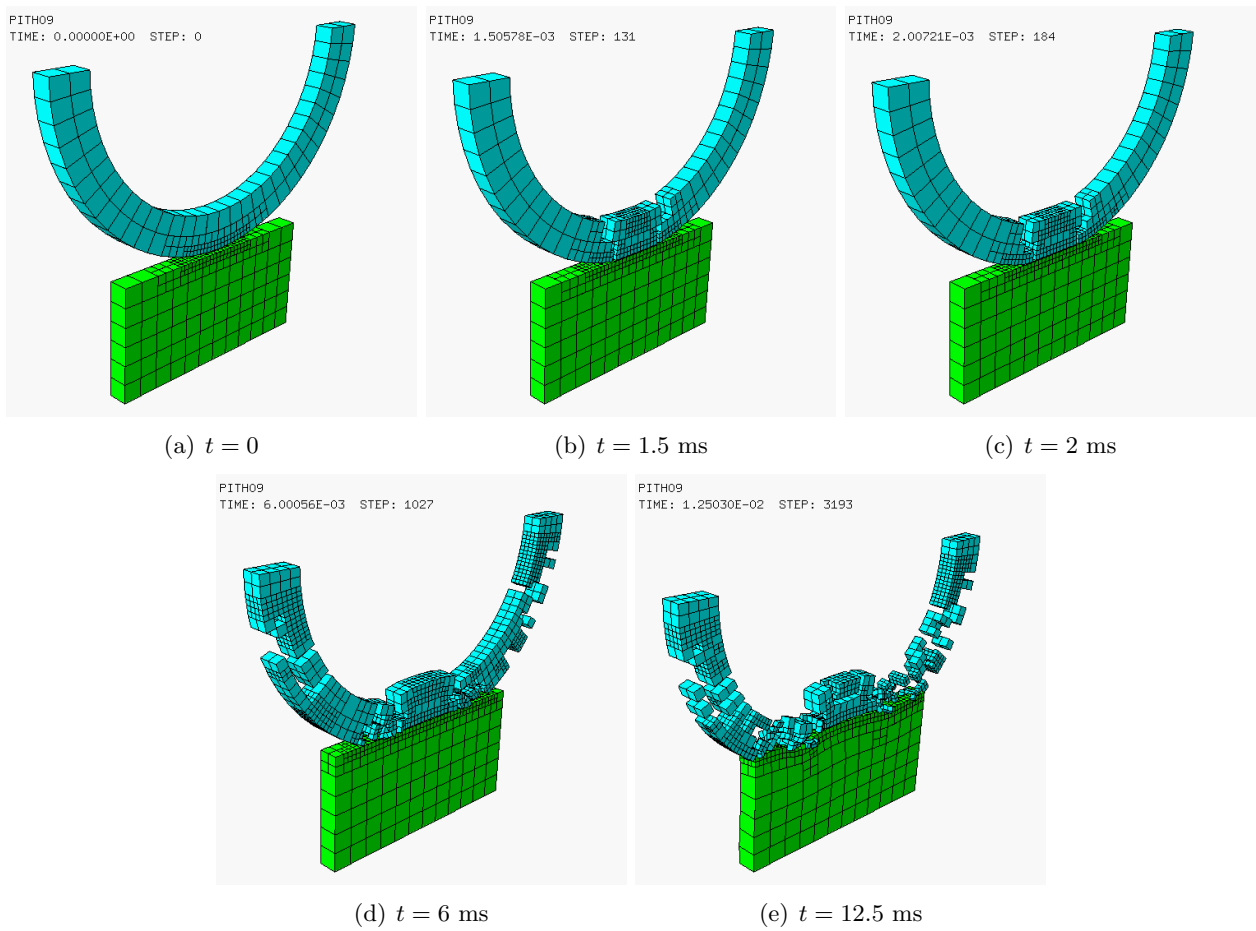 PITH09
TIME: 0.00000E+00 STEP: 0
PITH09
TIME: 1.50578E-03 STEP: 131
PITH09
TIME: 2.00721E-03 STEP: 184
(a) t = 0
(b) t = 1.5 ms
(c) t = 2 ms
PITH09
TIME: 6.00056E-03 STEP: 1027
PITH09
TIME: 1.25030E-02 STEP: 3193
(d) t = 6 ms
(e) t = 12.5 ms